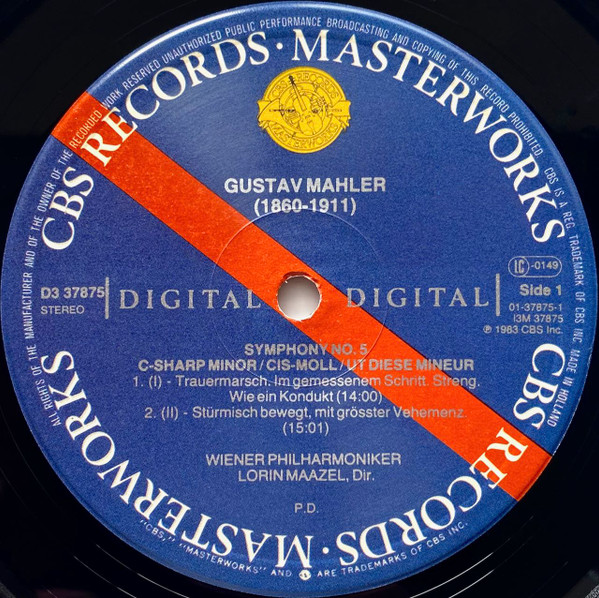 ALL RIGHTS OF THE MANUFACTURER AND OF THE OWNER OF THE RECORDED WORK RESERVED UNAUTHORIZED PUBLIC PERFORMANCE BROADCASTING AND COPYING OF THIS RECORD PROHIBITED. CBS IS A REG. TRADEMARK OF CBS INC. MADE IN HOLLAND
CBS RECORDS · MASTERWORKS
CBS RECORDS
MASTERWORKS
GUSTAV MAHLER
(1860-1911)
D3 37875
STEREO
DIGITAL
DIGITAL
LC -0149
Side 1
01-37875-1
I3M 37875
℗ 1983 CBS Inc.
SYMPHONY NO. 5
C-SHARP MINOR/CIS-MOLL/UT DIESE MINEUR
1. (I) - Trauermarsch. Im gemessenem Schritt. Streng.
Wie ein Kondukt (14:00)
2. (II) - Stürmisch bewegt, mit grösster Vehemenz.
(15:01)
WIENER PHILHARMONIKER
LORIN MAAZEL, Dir.
P.D.
CBS RECORDS · MASTERWORKS
"CBS," "MASTERWORKS" AND ARE TRADEMARKS OF CBS INC.